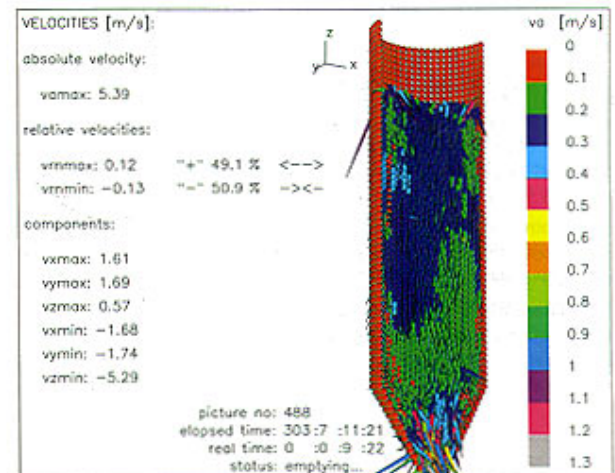 VELOCITIES [m/s]:
absolute velocity:
vamax: 5.39
relative velocities:
vrnmax: 0.12 "+" 49.1 % <-->
vrnmin: -0.13 "-" 50.9 % -><-
components:
vxmax: 1.61
vymax: 1.69
vzmax: 0.57
vxmin: -1.68
vymin: -1.74
vzmin: -5.29
z
y x
picture no: 488
elapsed time: 303:7 :11:21
real time: 0 :0 :9 :22
status: emptying...
va [m/s]
0
0.1
0.2
0.3
0.4
0.5
0.6
0.7
0.8
0.9
1
1.1
1.2
1.3